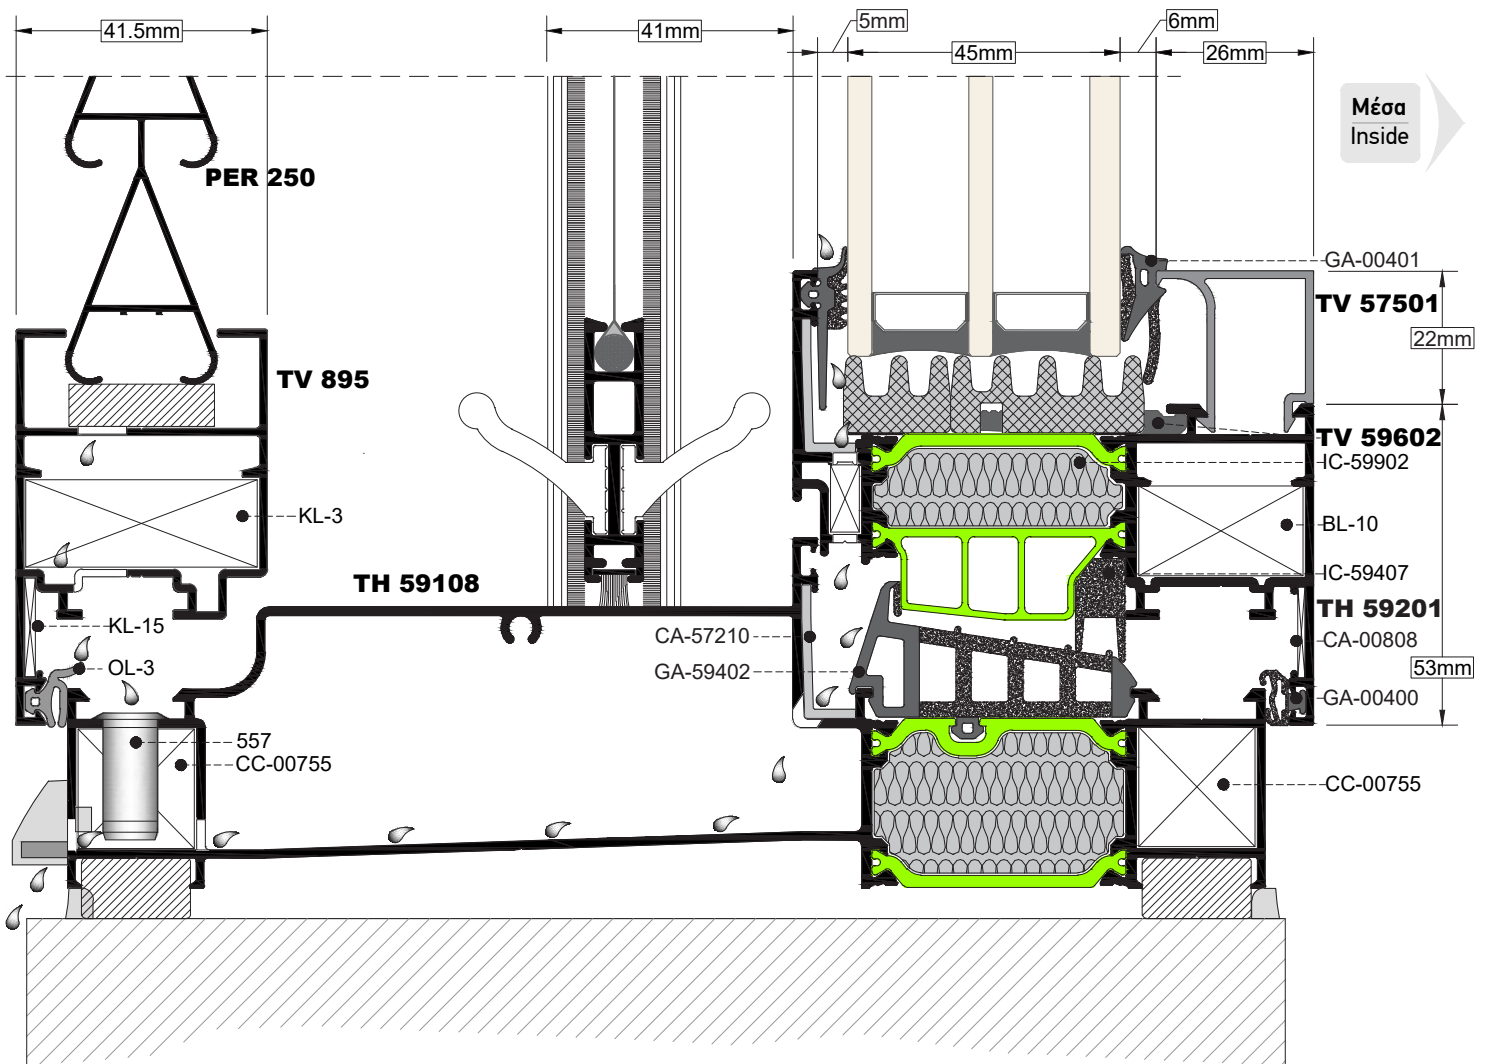 41.5mm
41mm
5mm
6mm
45mm
26mm
Μέσα
Inside
PER 250
GA-00401
TV 57501
22mm
TV 895
TV 59602
IC-59902
KL-3
BL-10
IC-59407
TH 59108
TH 59201
KL-15
CA-57210
CA-00808
OL-3
GA-59402
53mm
GA-00400
557
CC-00755
CC-00755